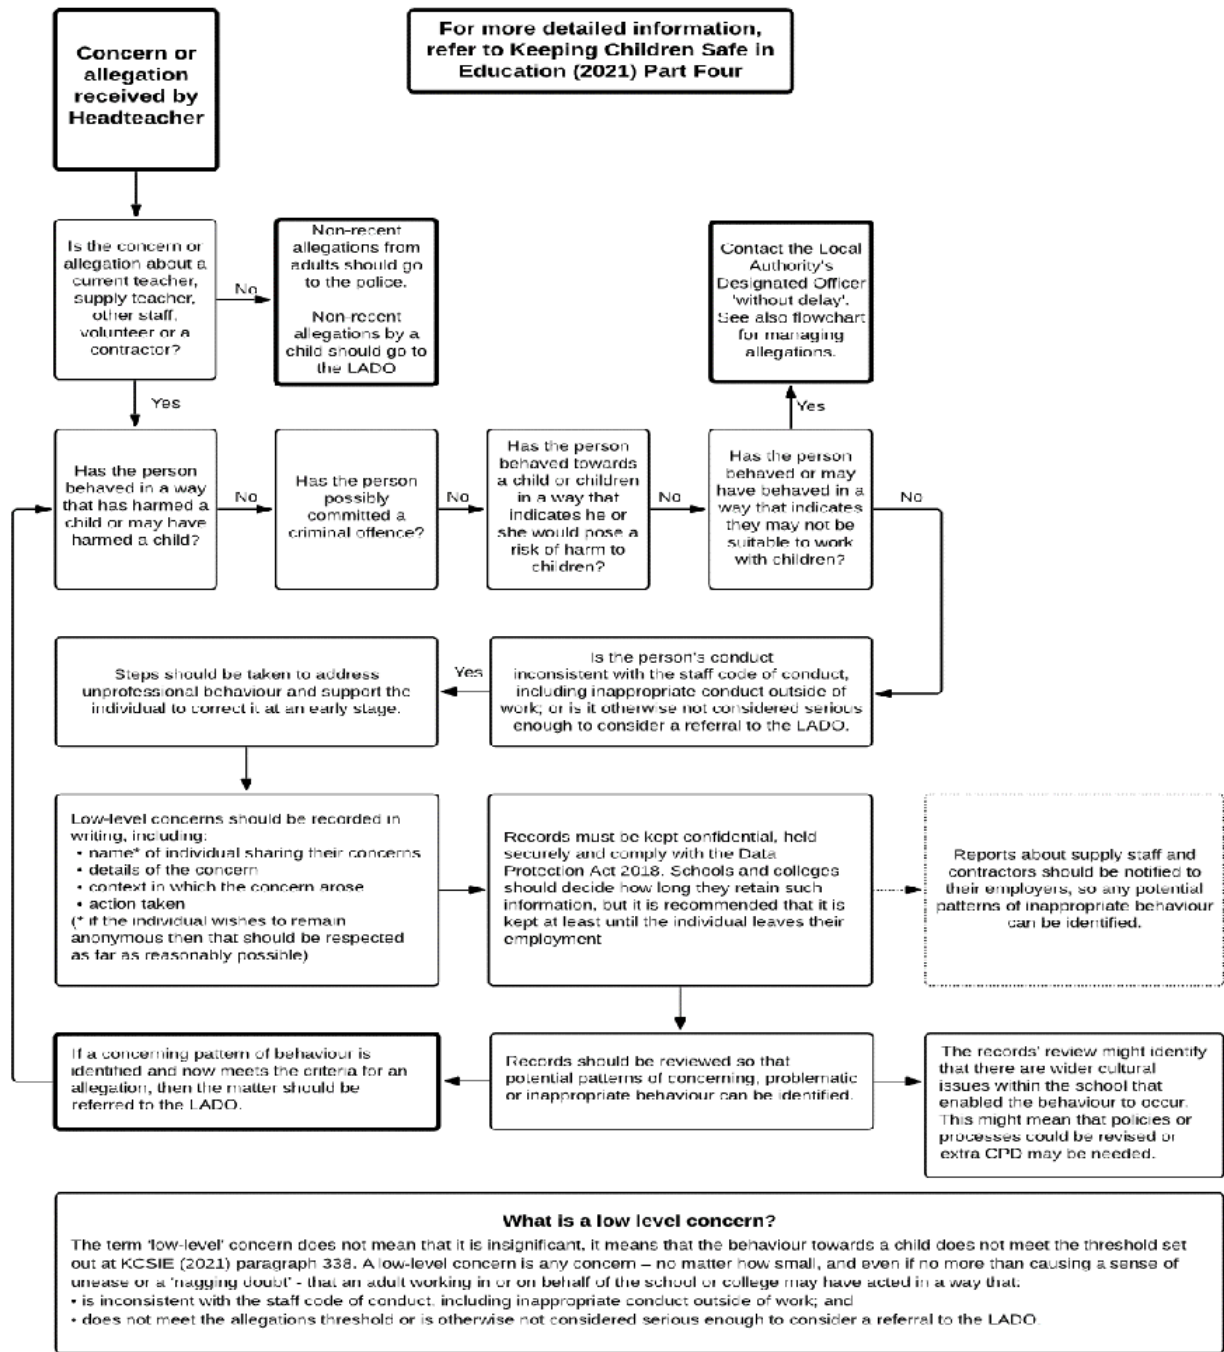 Concern or
allegation
received by
Headteacher
For more detailed information,
refer to Keeping Children Safe in
Education (2021) Part Four
Is the concern or
allegation about a
current teacher,
supply teacher,
other staff,
volunteer or a
contractor?
No
Non-recent
allegations from
adults should go
to the police.
Non-recent
allegations by a
child should go to
the LADO
Contact the Local
Authority's
Designated Officer
'without delay'.
See also flowchart
for managing
allegations.
Yes
Yes
Has the person
behaved in a way
that has harmed a
child or may have
harmed a child?
No
Has the person
possibly
committed a
criminal offence?
No
Has the person
behaved towards
a child or children
in a way that
indicates he or
she would pose a
risk of harm to
children?
No
Has the person
behaved or may
have behaved in a
way that indicates
they may not be
suitable to work
with children?
No
Is the person's conduct
inconsistent with the staff code of conduct,
including inappropriate conduct outside of
work; or is it otherwise not considered serious
enough to consider a referral to the LADO.
Yes
Steps should be taken to address
unprofessional behaviour and support the
individual to correct it at an early stage.
Low-level concerns should be recorded in
writing, including:
• name* of individual sharing their concerns
• details of the concern
• context in which the concern arose
• action taken
(* if the individual wishes to remain
anonymous then that should be respected
as far as reasonably possible)
Records must be kept confidential, held
securely and comply with the Data
Protection Act 2018. Schools and colleges
should decide how long they retain such
information, but it is recommended that it is
kept at least until the individual leaves their
employment
Reports about supply staff and
contractors should be notified to
their employers, so any potential
patterns of inappropriate behaviour
can be identified.
If a concerning pattern of behaviour is
identified and now meets the criteria for an
allegation, then the matter should be
referred to the LADO.
Records should be reviewed so that
potential patterns of concerning, problematic
or inappropriate behaviour can be identified.
The records' review might identify
that there are wider cultural
issues within the school that
enabled the behaviour to occur.
This might mean that policies or
processes could be revised or
extra CPD may be needed.
What is a low level concern?
The term 'low-level' concern does not mean that it is insignificant, it means that the behaviour towards a child does not meet the threshold set
out at KCSIE (2021) paragraph 338. A low-level concern is any concern – no matter how small, and even if no more than causing a sense of
unease or a 'nagging doubt' - that an adult working in or on behalf of the school or college may have acted in a way that:
• is inconsistent with the staff code of conduct, including inappropriate conduct outside of work; and
• does not meet the allegations threshold or is otherwise not considered serious enough to consider a referral to the LADO.